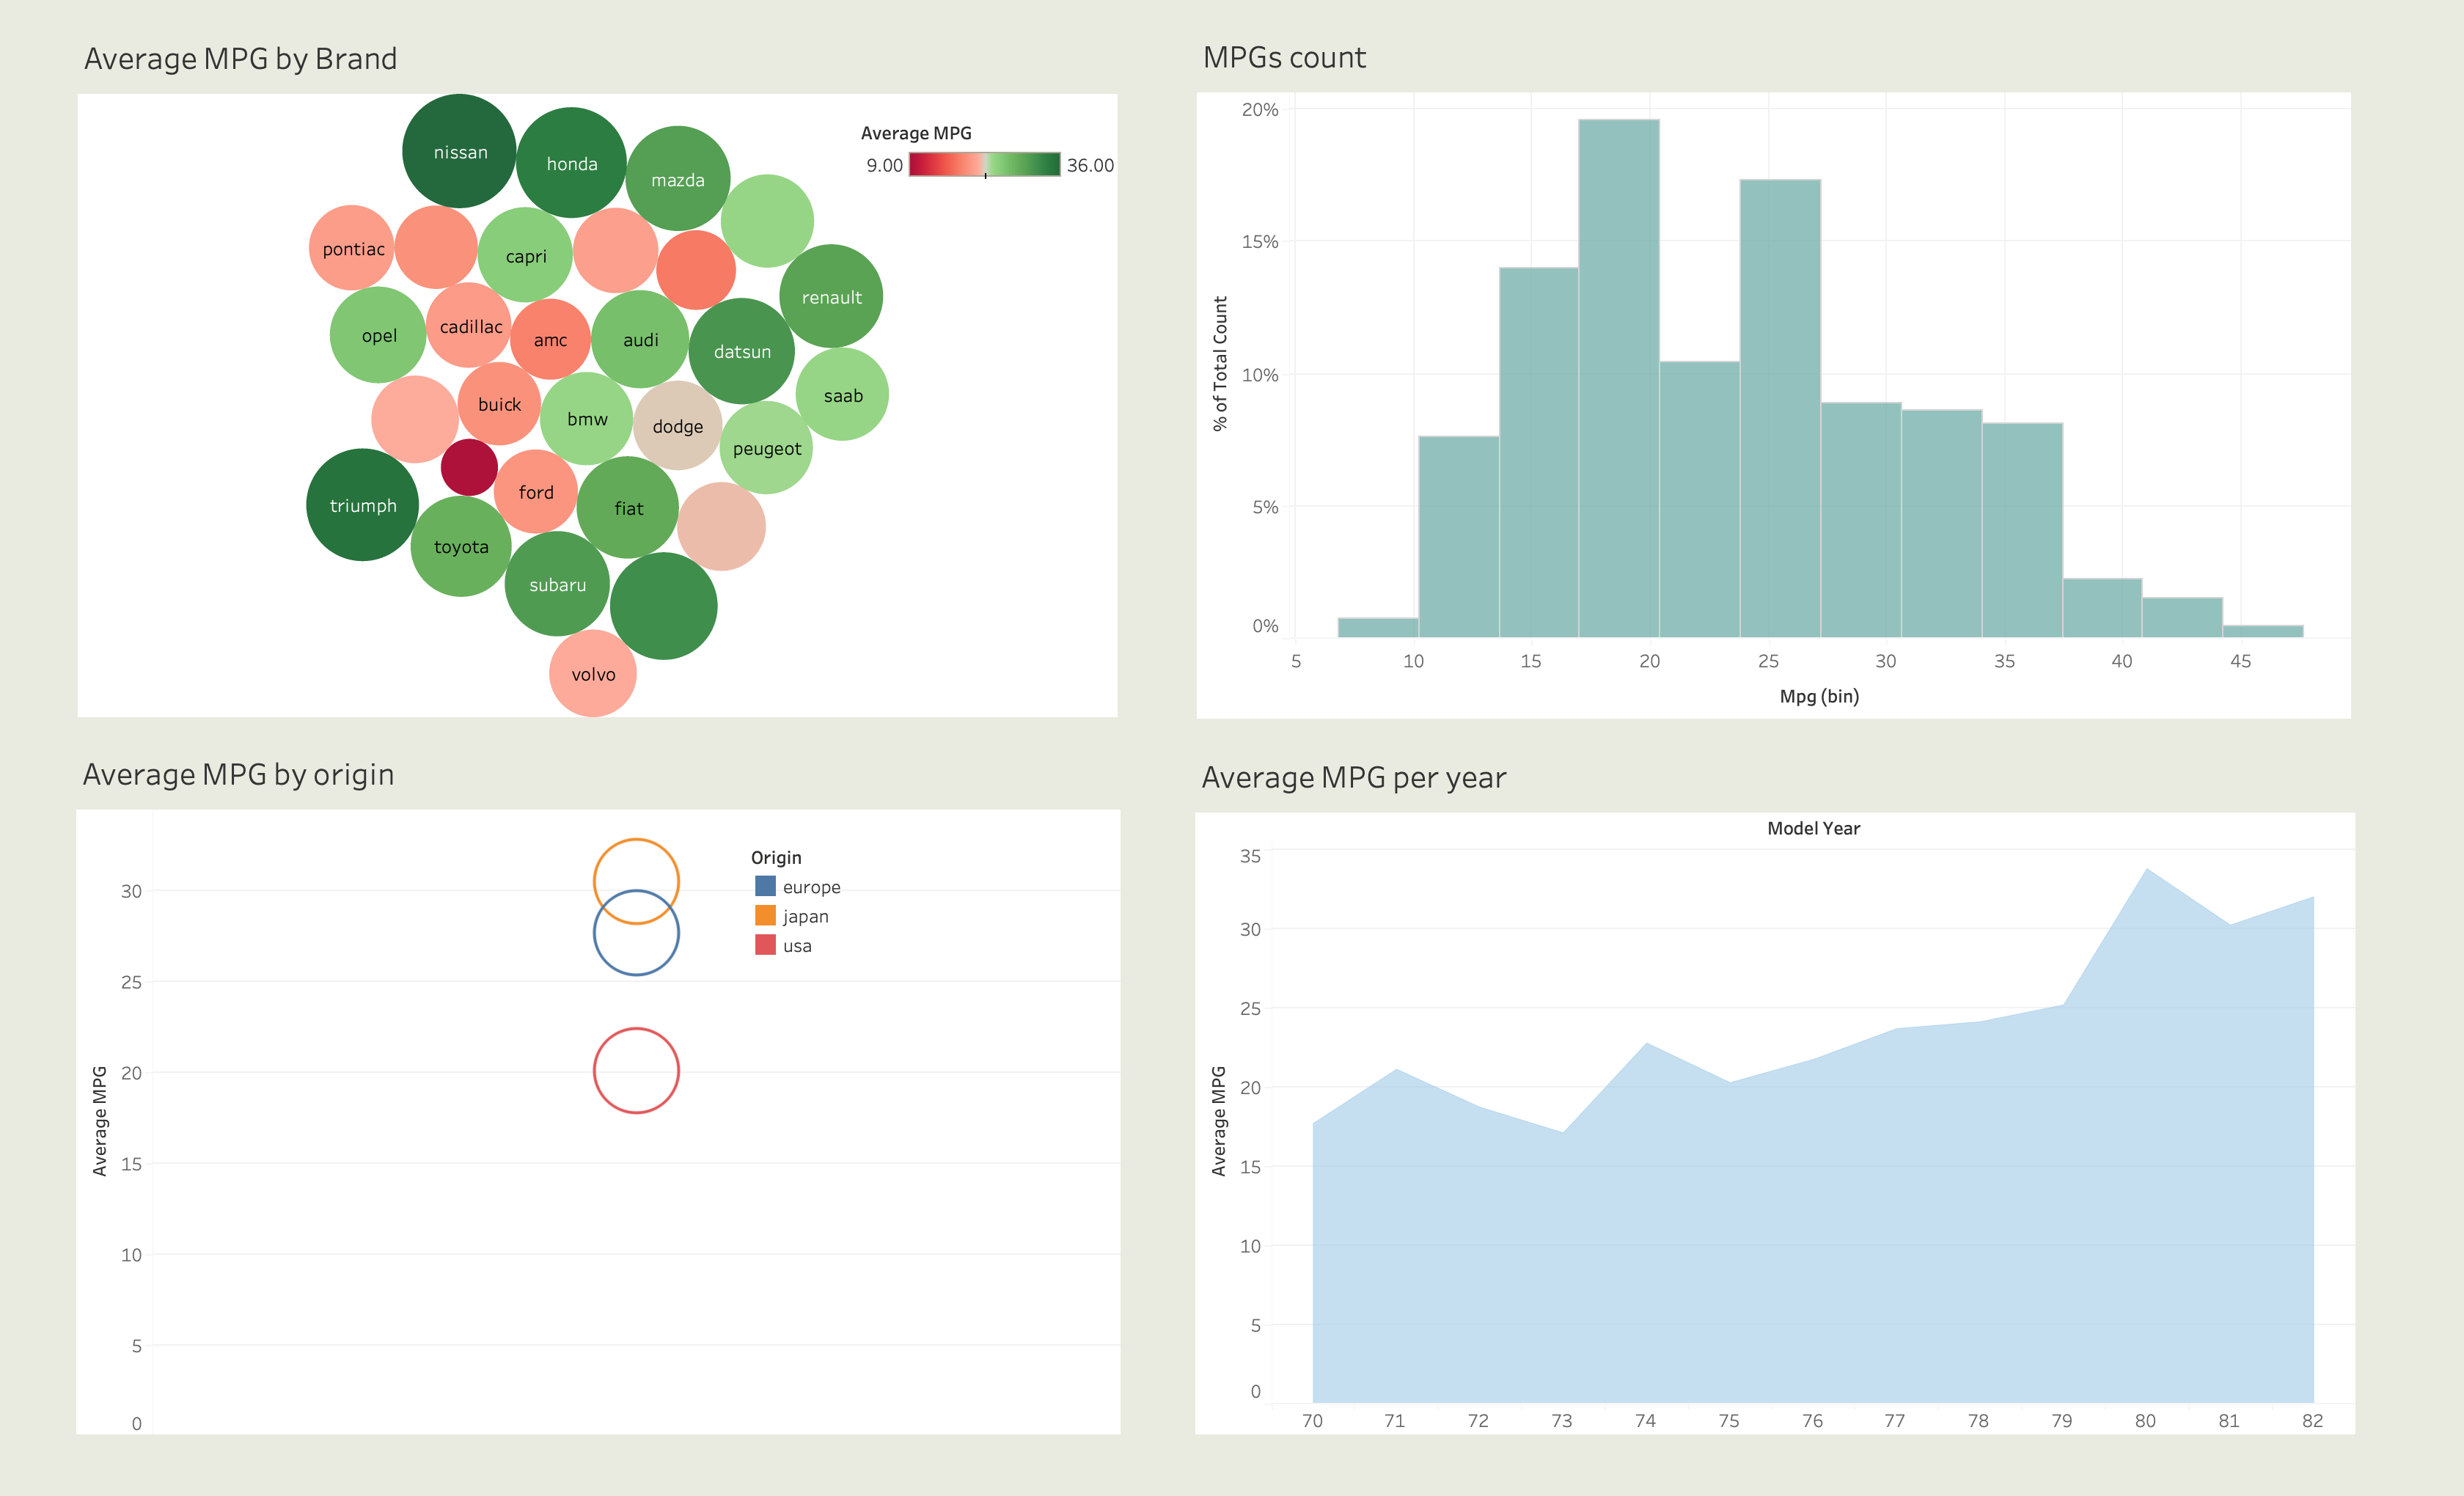 Average MPG by Brand
Average MPG
9.00 36.00
nissan
honda
mazda
pontiac
capri
renault
opel
cadillac
amc
audi
datsun
saab
buick
bmw
dodge
peugeot
triumph
ford
fiat
toyota
subaru
volvo
MPGs count
% of Total Count
20%
15%
10%
5%
0%
5 10 15 20 25 30 35 40 45
Mpg (bin)
Average MPG by origin
Origin
europe
japan
usa
Average MPG
30
25
20
15
10
5
0
Average MPG per year
Model Year
Average MPG
35
30
25
20
15
10
5
0
70 71 72 73 74 75 76 77 78 79 80 81 82